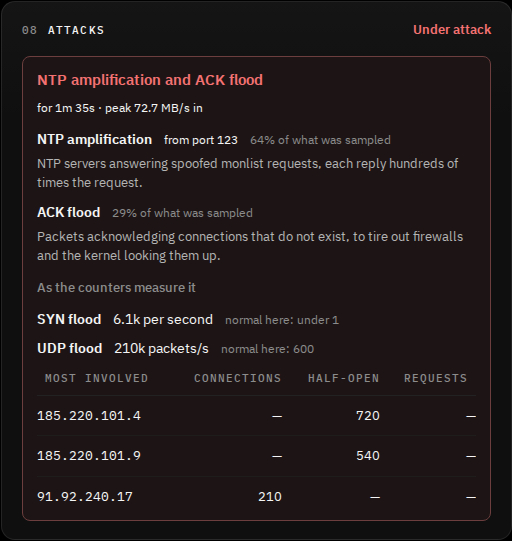 08 ATTACKS Under attack
NTP amplification and ACK flood
for 1m 35s · peak 72.7 MB/s in
NTP amplification from port 123 64% of what was sampled
NTP servers answering spoofed monlist requests, each reply hundreds of
times the request.
ACK flood 29% of what was sampled
Packets acknowledging connections that do not exist, to tire out firewalls
and the kernel looking them up.
As the counters measure it
SYN flood 6.1k per second normal here: under 1
UDP flood 210k packets/s normal here: 600
MOST INVOLVED CONNECTIONS HALF-OPEN REQUESTS
185.220.101.4 — 720 —
185.220.101.9 — 540 —
91.92.240.17 210 — —